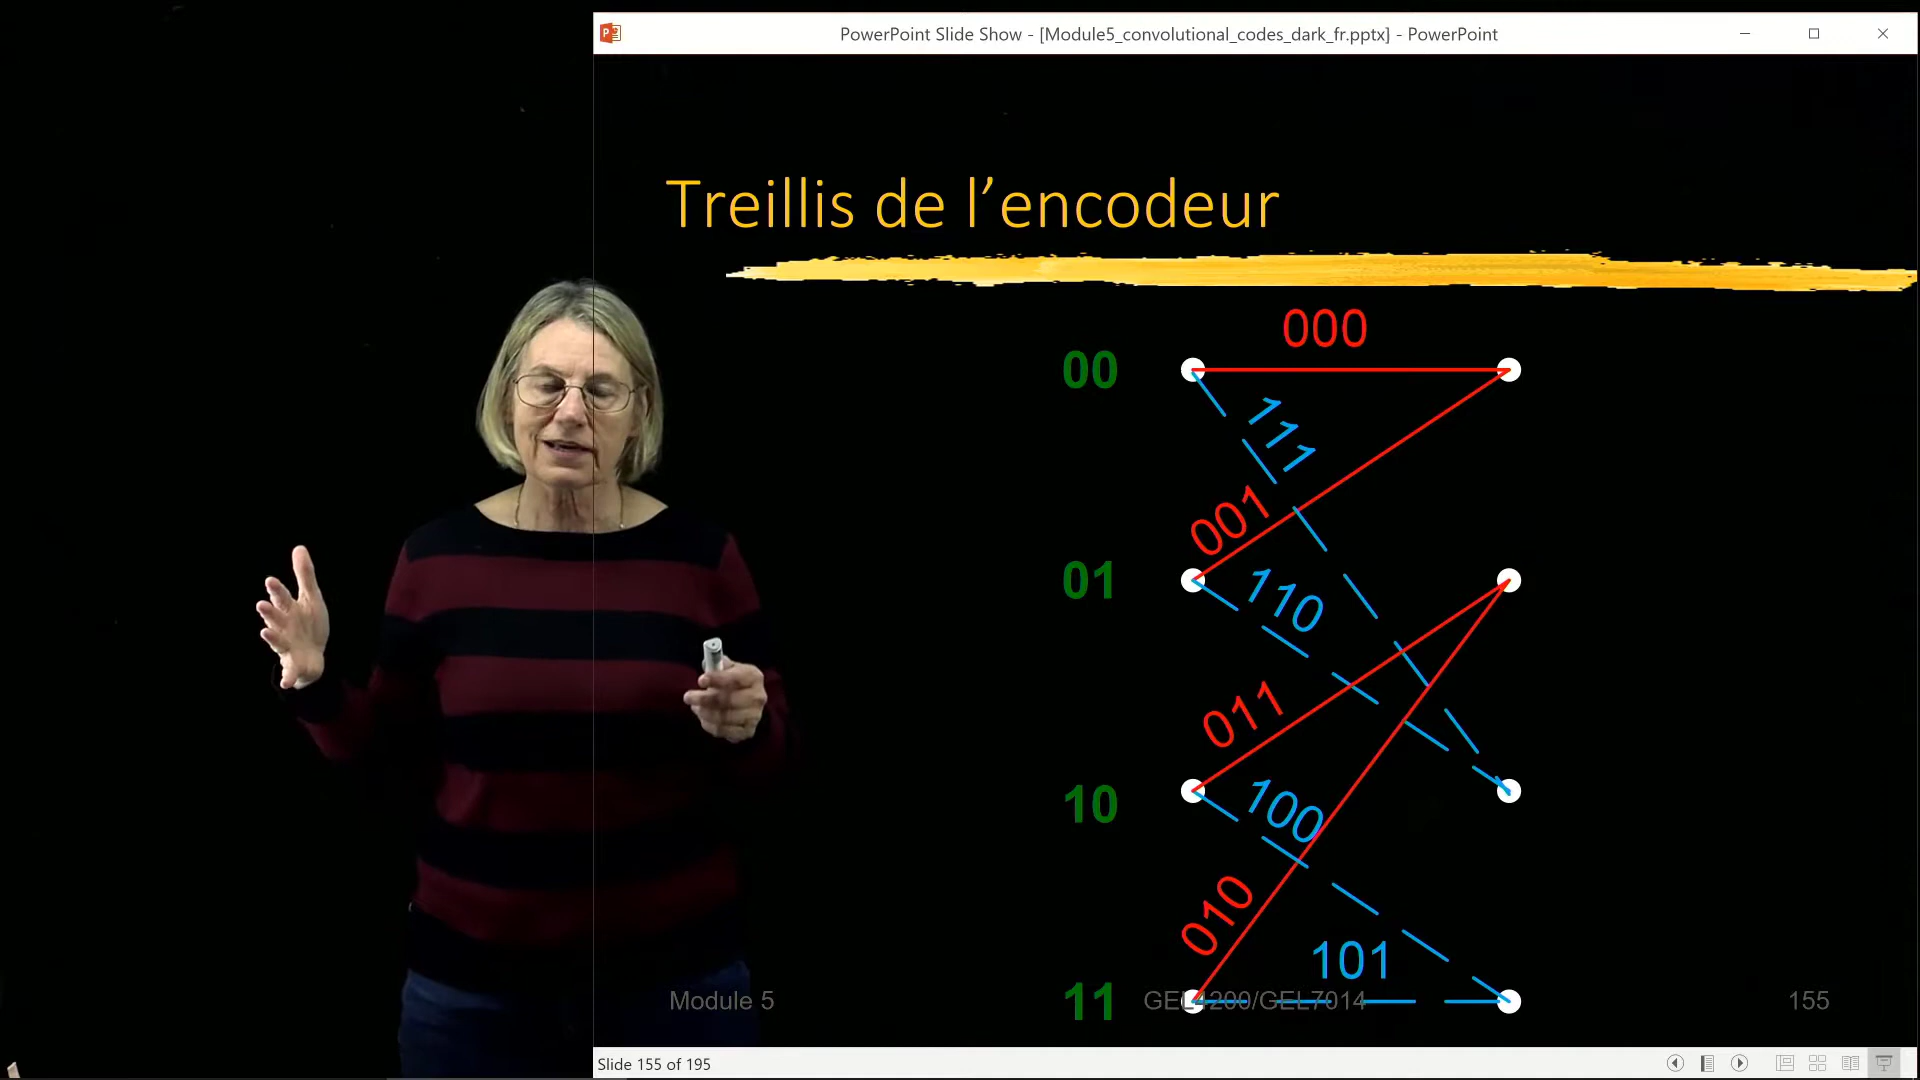 PowerPoint Slide Show - [Module5_convolutional_codes_dark_fr.pptx] - PowerPoint
Treillis de l’encodeur
000
00
111
001
01
110
011
10
100
010
101
11
Module 5
GEL4200/GEL7014
155
Slide 155 of 195